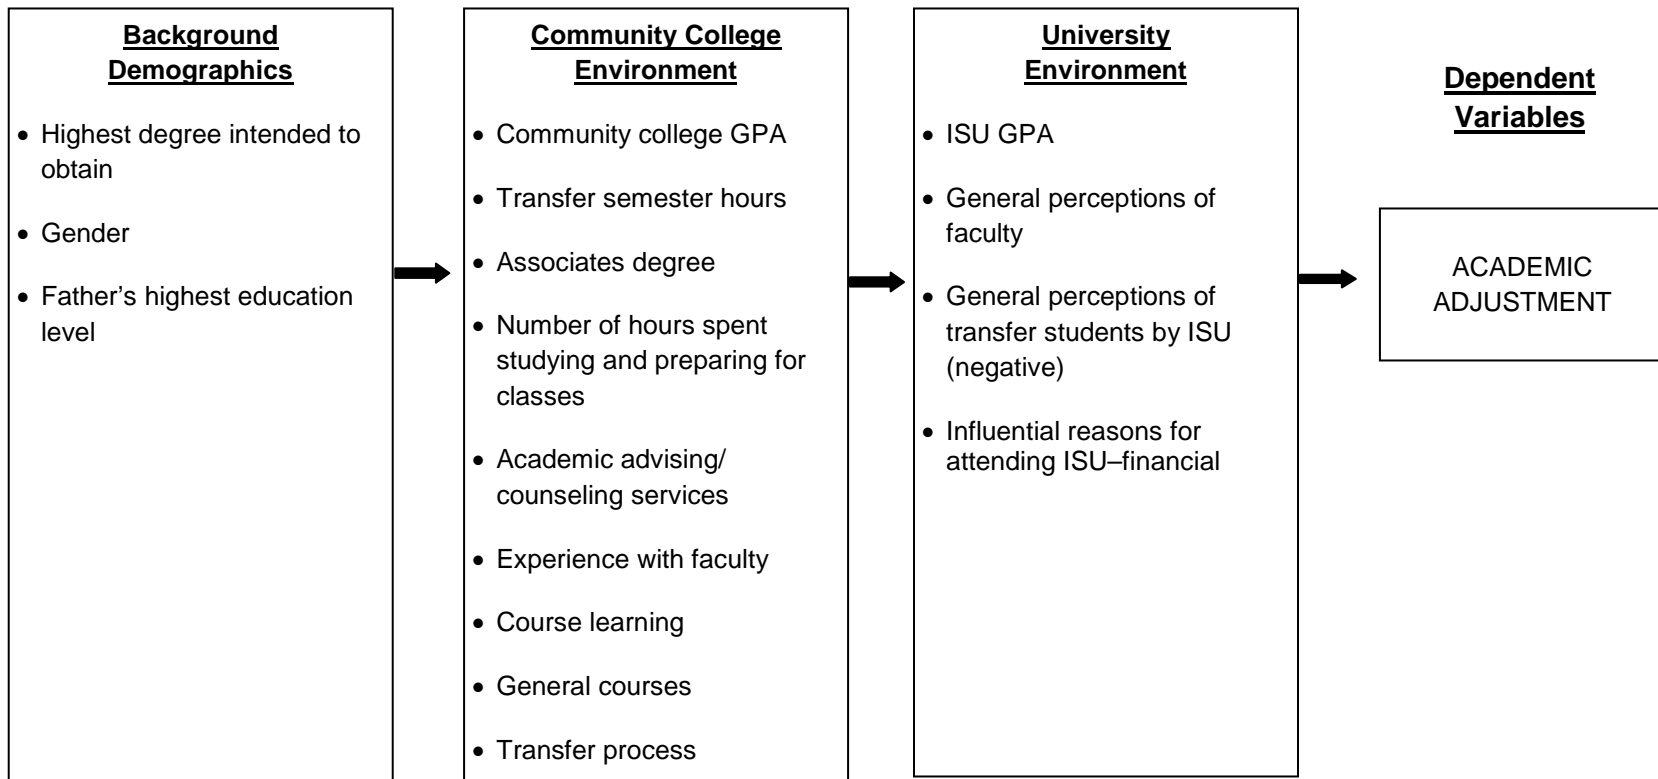 Background
Demographics
• Highest degree intended to
obtain
• Gender
• Father’s highest education
level
Community College
Environment
• Community college GPA
• Transfer semester hours
• Associates degree
• Number of hours spent
studying and preparing for
classes
• Academic advising/
counseling services
• Experience with faculty
• Course learning
• General courses
• Transfer process
University
Environment
• ISU GPA
• General perceptions of
faculty
• General perceptions of
transfer students by ISU
(negative)
• Influential reasons for
attending ISU–financial
Dependent
Variables
ACADEMIC
ADJUSTMENT